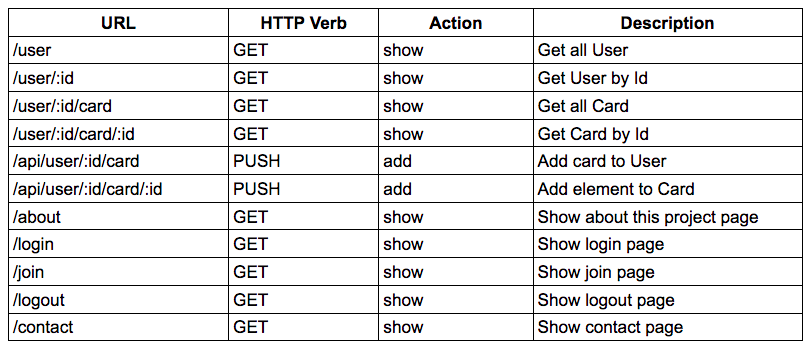 URL HTTP Verb Action Description
/user GET show Get all User
/user/:id GET show Get User by Id
/user/:id/card GET show Get all Card
/user/:id/card/:id GET show Get Card by Id
/api/user/:id/card PUSH add Add card to User
/api/user/:id/card/:id PUSH add Add element to Card
/about GET show Show about this project page
/login GET show Show login page
/join GET show Show join page
/logout GET show Show logout page
/contact GET show Show contact page